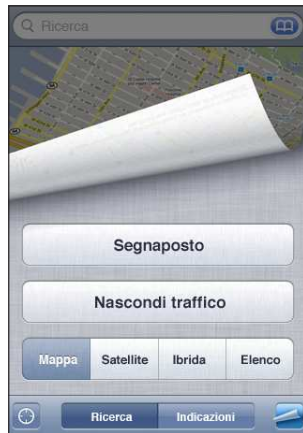 Ricerca
Segnaposto
Nascondi traffico
Mappa Satellite Ibrida Elenco
Ricerca Indicazioni